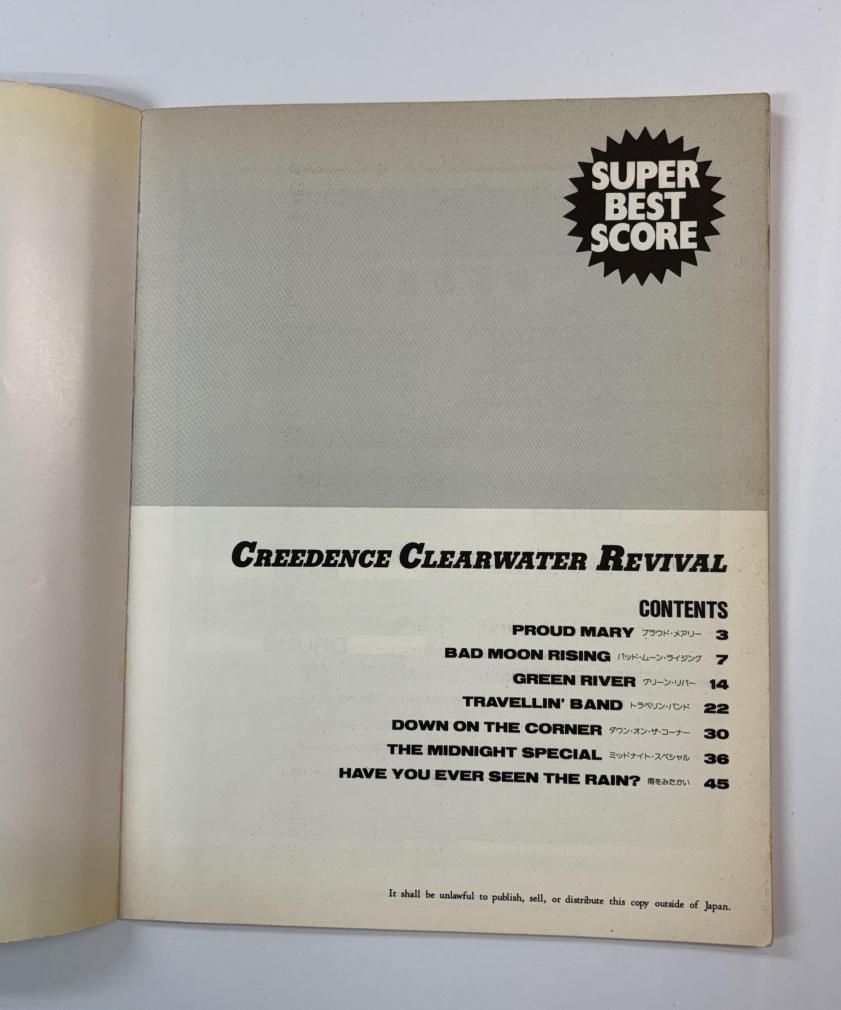 SUPER
BEST
SCORE
CREEDENCE CLEARWATER REVIVAL
CONTENTS
PROUD MARY プラウド・メアリー 3
BAD MOON RISING バッド・ムーン・ライジング 7
GREEN RIVER グリーン・リバー 14
TRAVELLIN' BAND トラベリン・バンド 22
DOWN ON THE CORNER ダウン・オン・ザ・コーナー 30
THE MIDNIGHT SPECIAL ミッドナイト・スペシャル 36
HAVE YOU EVER SEEN THE RAIN? 雨をみたかい 45
It shall be unlawful to publish, sell, or distribute this copy outside of Japan.